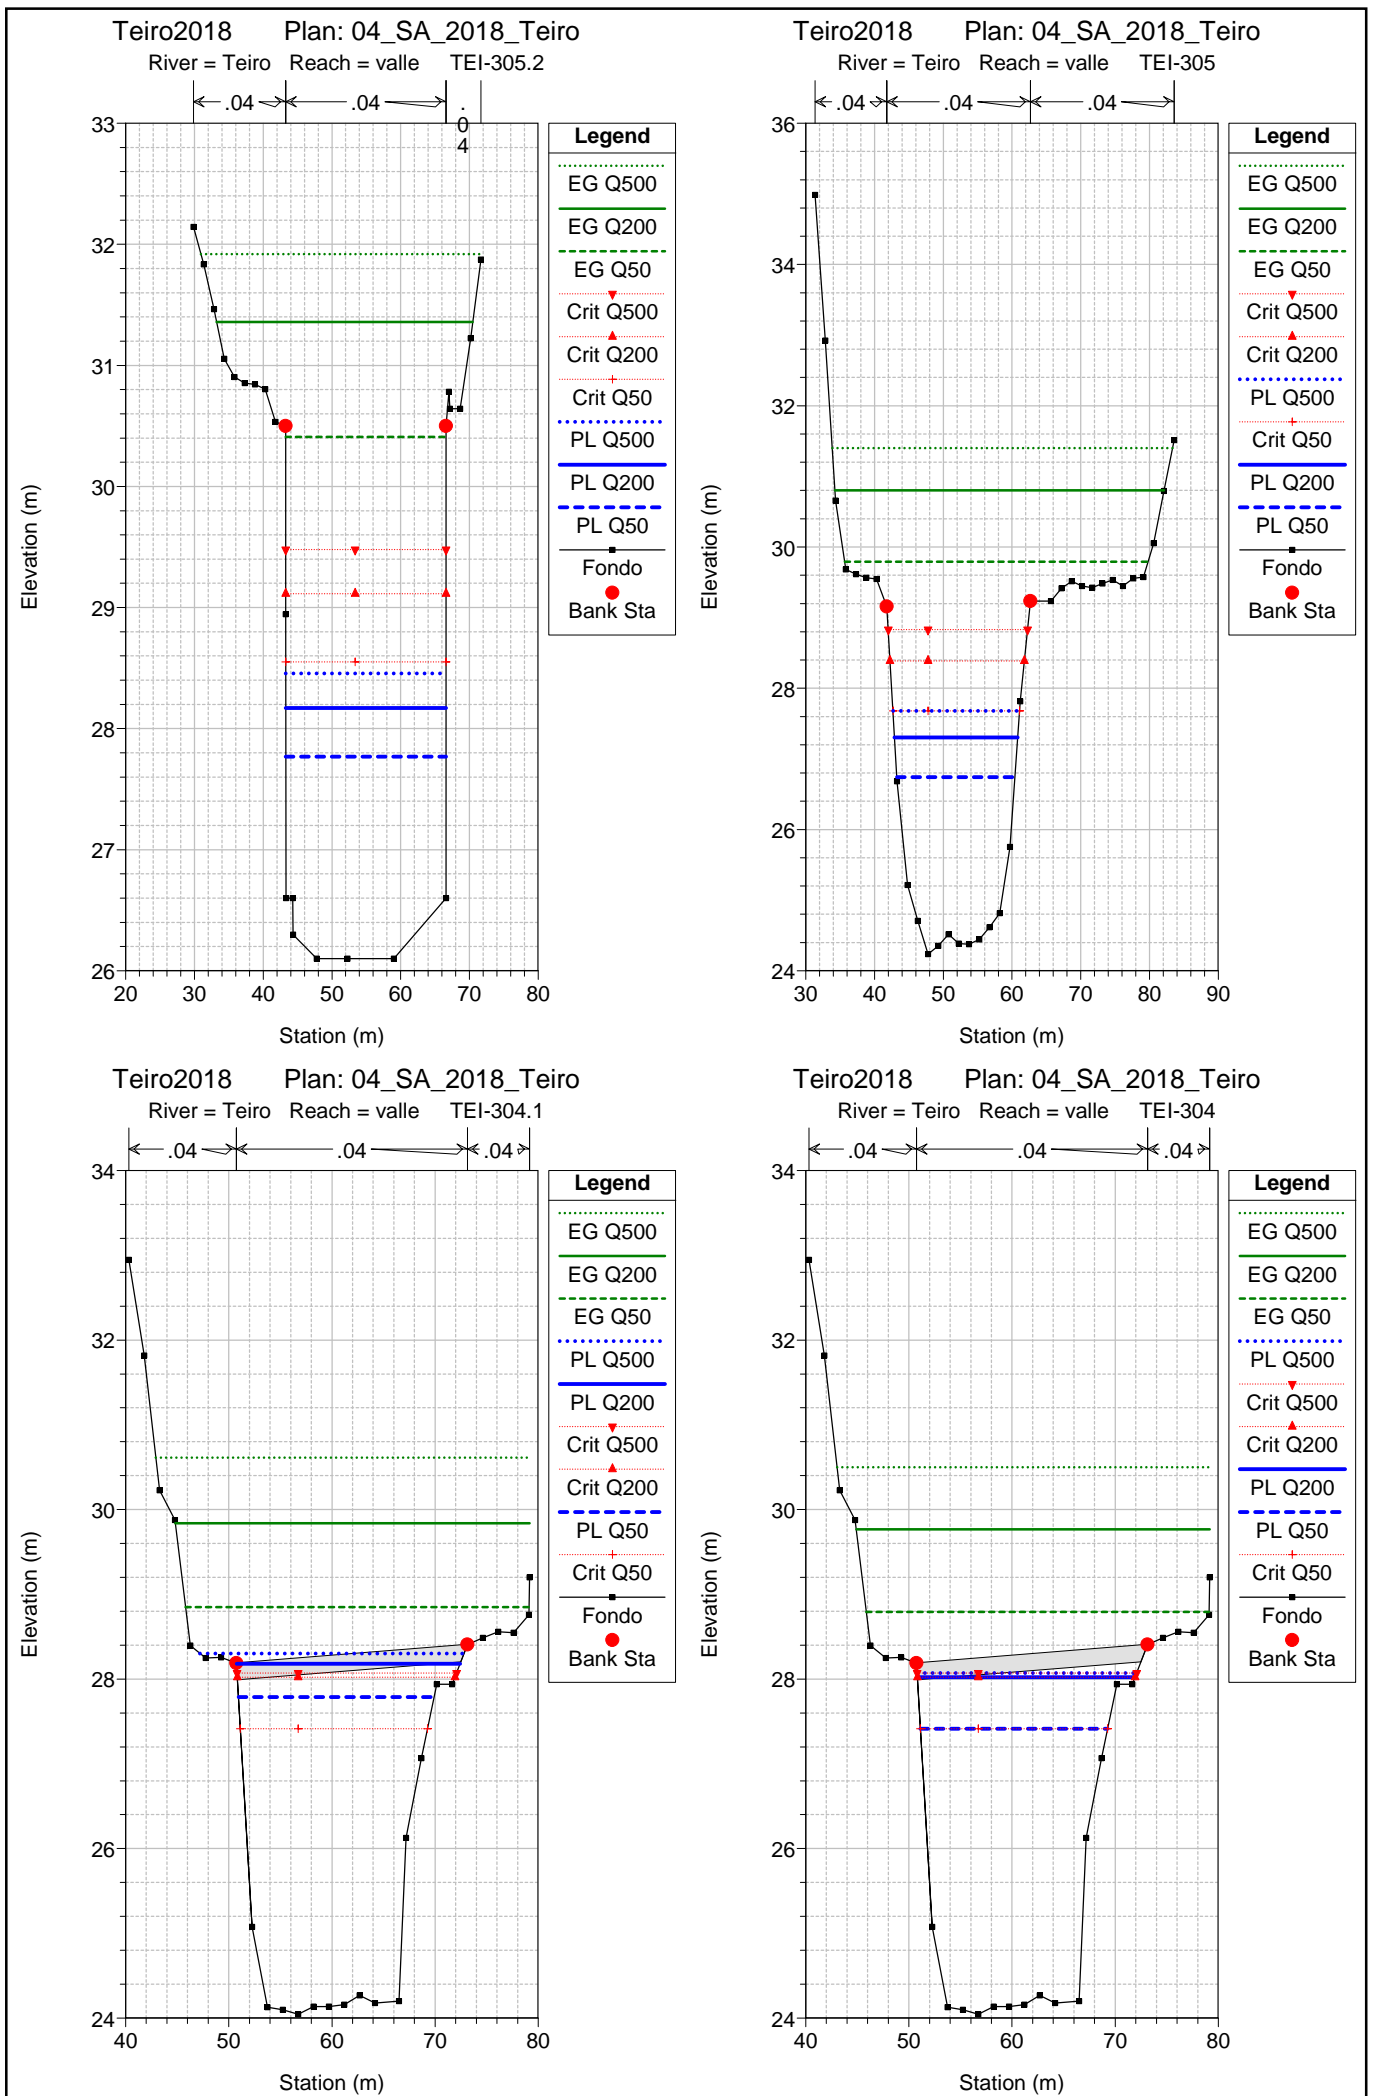 Teiro2018 Plan: 04_SA_2018_Teiro
River = Teiro Reach = valle TEI-305.2
.04 .04 .04
33
32
31
30
29
28
27
26
20 30 40 50 60 70 80
Station (m)
Elevation (m)
Legend
EG Q500
EG Q200
EG Q50
Crit Q500
Crit Q200
Crit Q50
PL Q500
PL Q200
PL Q50
Fondo
Bank Sta
Teiro2018 Plan: 04_SA_2018_Teiro
River = Teiro Reach = valle TEI-305
.04 .04 .04
36
34
32
30
28
26
24
30 40 50 60 70 80 90
Station (m)
Elevation (m)
Legend
EG Q500
EG Q200
EG Q50
Crit Q500
Crit Q200
PL Q500
Crit Q50
PL Q200
PL Q50
Fondo
Bank Sta
Teiro2018 Plan: 04_SA_2018_Teiro
River = Teiro Reach = valle TEI-304.1
.04 .04 .04
34
32
30
28
26
24
40 50 60 70 80
Station (m)
Elevation (m)
Legend
EG Q500
EG Q200
EG Q50
PL Q500
PL Q200
Crit Q500
Crit Q200
PL Q50
Crit Q50
Fondo
Bank Sta
Teiro2018 Plan: 04_SA_2018_Teiro
River = Teiro Reach = valle TEI-304
.04 .04 .04
34
32
30
28
26
24
40 50 60 70 80
Station (m)
Elevation (m)
Legend
EG Q500
EG Q200
EG Q50
PL Q500
Crit Q500
Crit Q200
PL Q200
PL Q50
Crit Q50
Fondo
Bank Sta